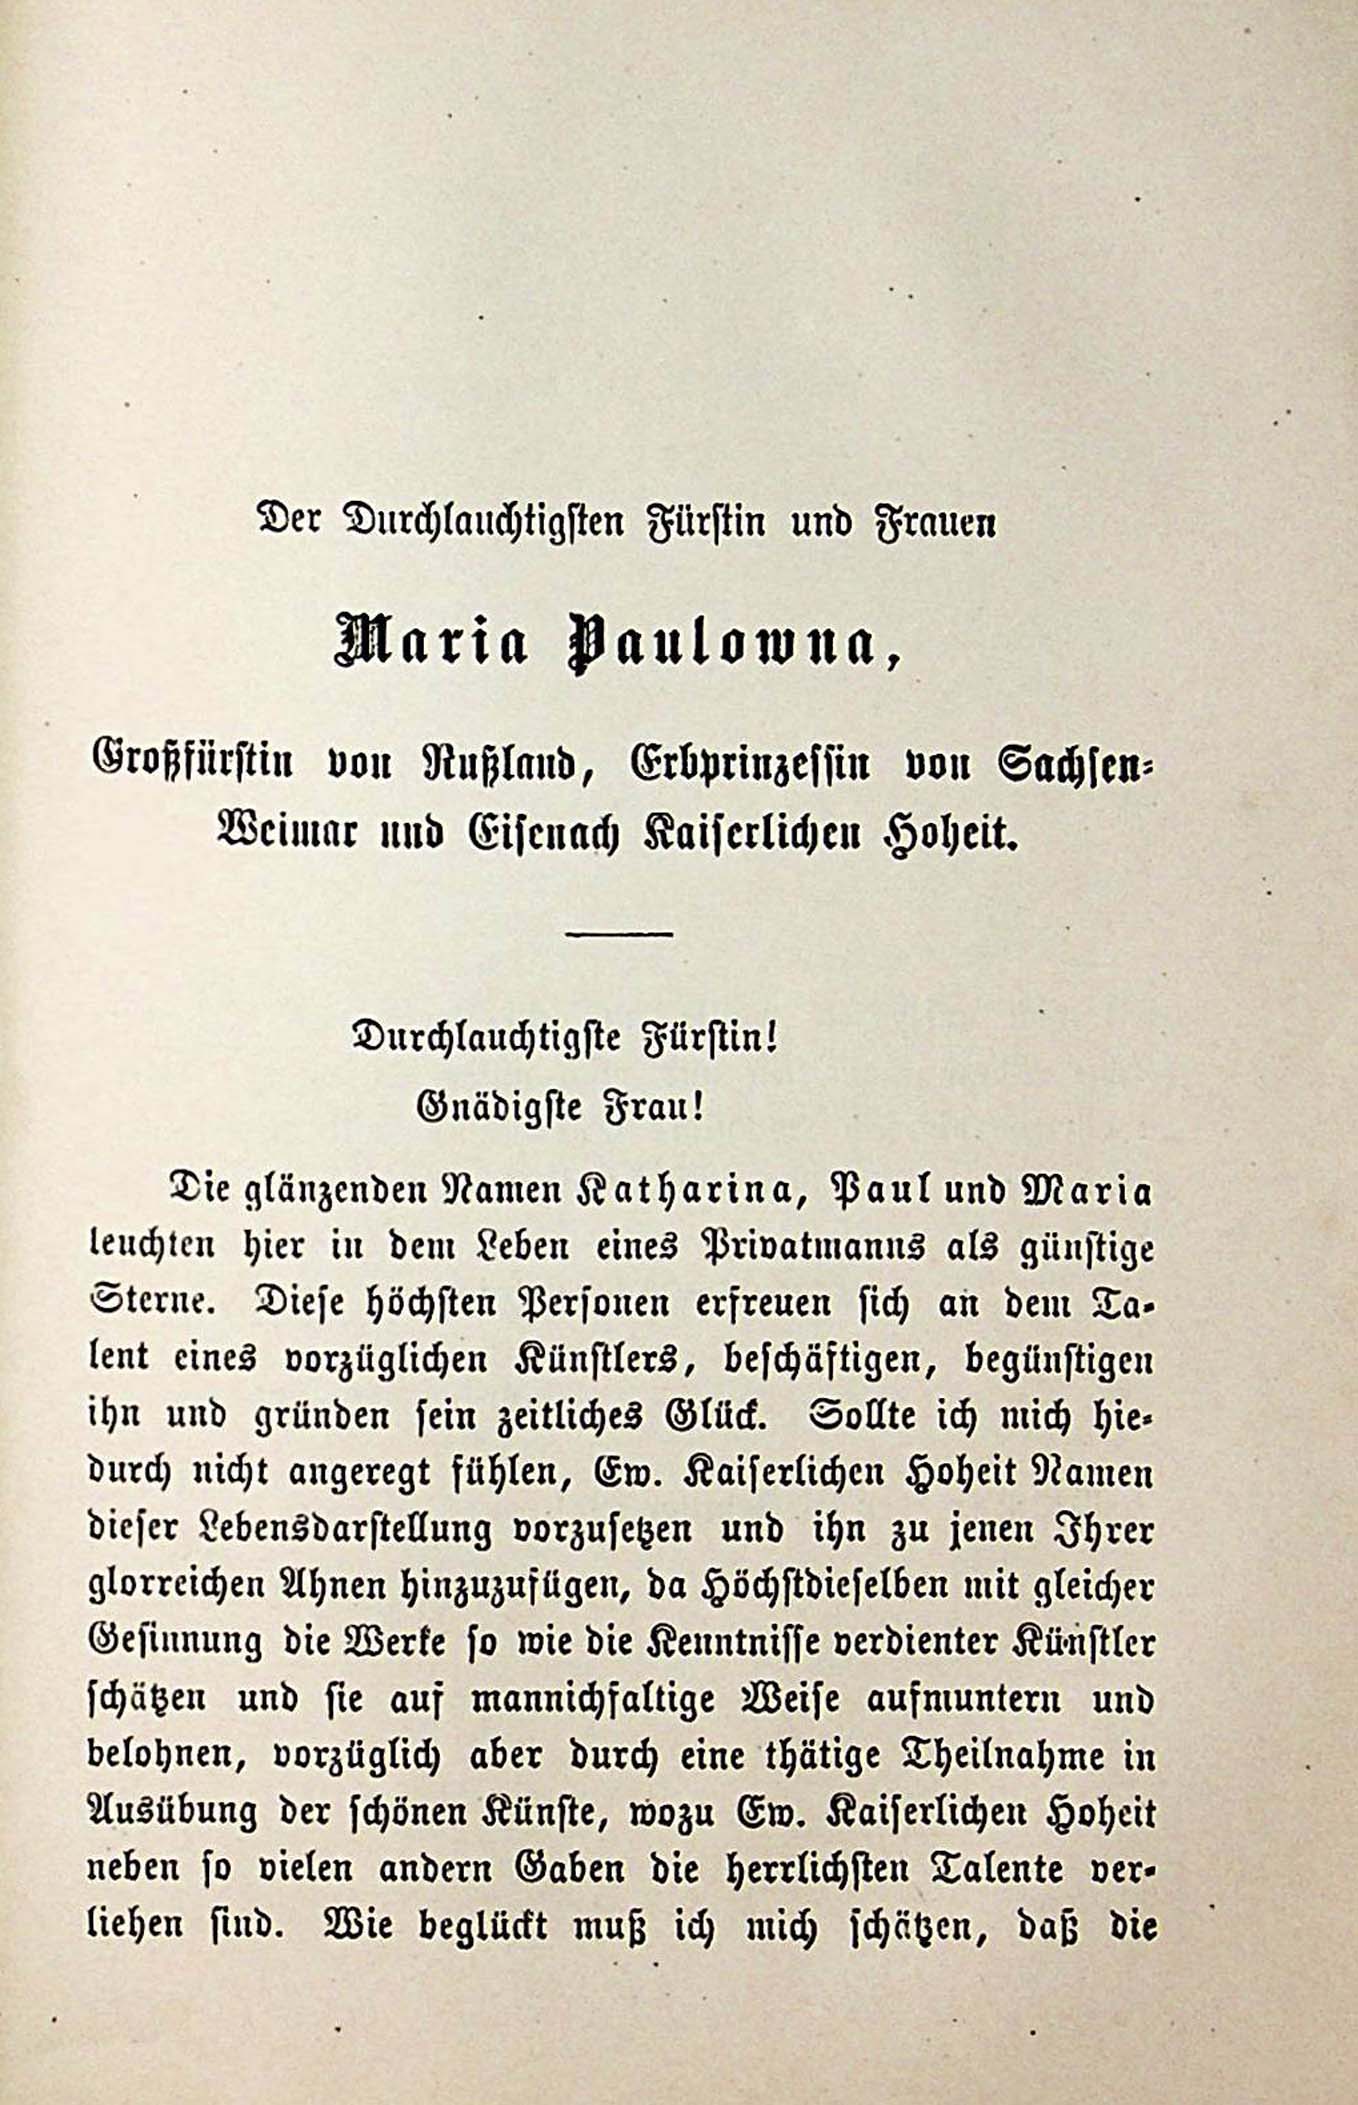 Der Durchlauchtigsten Fürstin und Frauen
Maria Paulowna,
Großfürstin von Rußland, Erbprinzessin von Sachsen-
Weimar und Eisenach Kaiserlichen Hoheit.
Durchlauchtigste Fürstin!
Gnädigste Frau!
Die glänzenden Namen Katharina, Paul und Maria
leuchten hier in dem Leben eines Privatmanns als günstige
Sterne. Diese höchsten Personen erfreuen sich an dem Ta-
lent eines vorzüglichen Künstlers, beschäftigen, begünstigen
ihn und gründen sein zeitliches Glück. Sollte ich mich hie-
durch nicht angeregt fühlen, Ew. Kaiserlichen Hoheit Namen
dieser Lebensdarstellung vorzusetzen und ihn zu jenen Ihrer
glorreichen Ahnen hinzuzufügen, da Höchstdieselben mit gleicher
Gesinnung die Werke so wie die Kenntnisse verdienter Künstler
schätzen und sie auf mannichfaltige Weise aufmuntern und
belohnen, vorzüglich aber durch eine thätige Theilnahme in
Ausübung der schönen Künste, wozu Ew. Kaiserlichen Hoheit
neben so vielen andern Gaben die herrlichsten Talente ver-
liehen sind. Wie beglückt muß ich mich schätzen, daß die